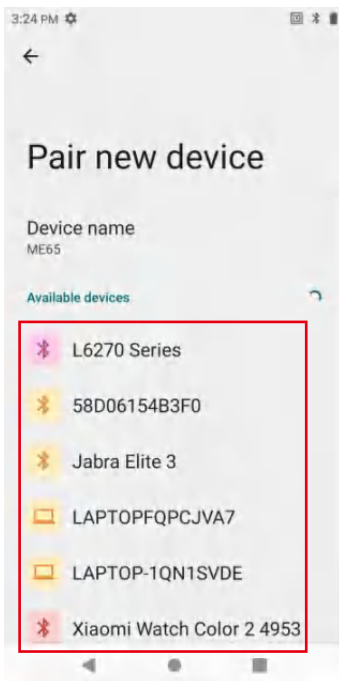 3:24 PM
Pair new device
Device name
ME65
Available devices
L6270 Series
58D06154B3F0
Jabra Elite 3
LAPTOPFQPCJVA7
LAPTOP-1QN1SVDE
Xiaomi Watch Color 2 4953